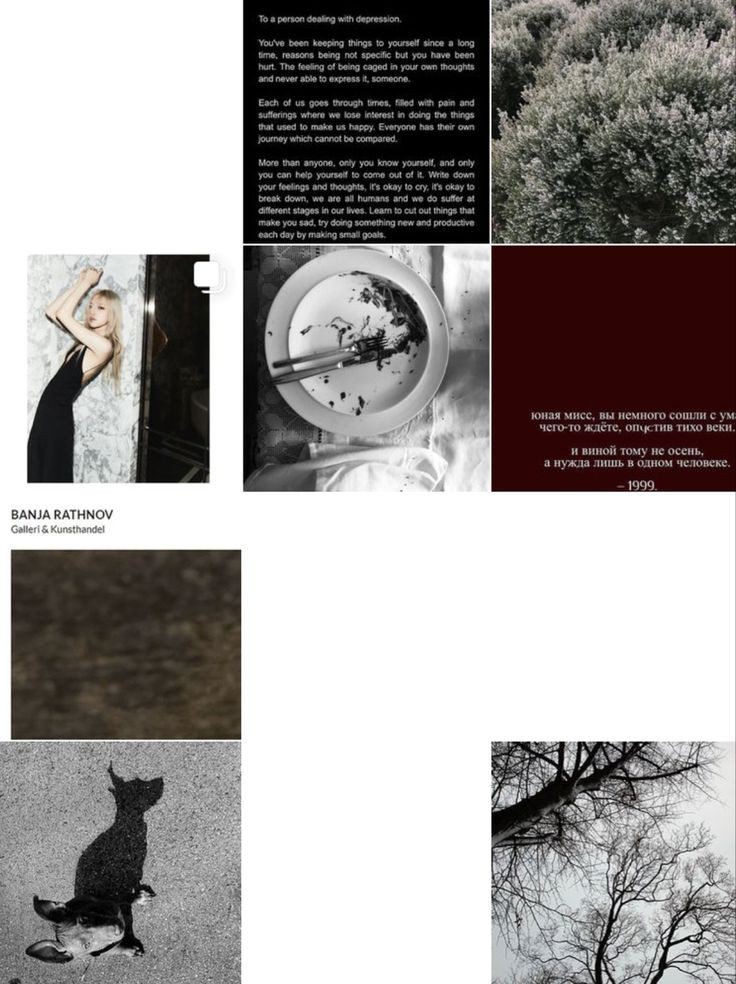 To a person dealing with depression.
You've been keeping things to yourself since a long
time, reasons being not specific but you have been
hurt. The feeling of being caged in your own thoughts
and never able to express it, someone.
Each of us goes through times, filled with pain and
sufferings where we lose interest in doing the things
that used to make us happy. Everyone has their own
journey which cannot be compared.
More than anyone, only you know yourself, and only
you can help yourself to come out of it. Write down
your feelings and thoughts, it's okay to cry, it's okay to
break down, we are all humans and we do suffer at
different stages in our lives. Learn to cut out things that
make you sad, try doing something new and productive
each day by making small goals.
юная мисс, вы немного сошли с ума
чего-то ждёте, опустив тихо веки.
и виной тому не осень,
а нужда лишь в одном человеке.
– 1999.
BANJA RATHNOV
Galleri & Kunsthandel